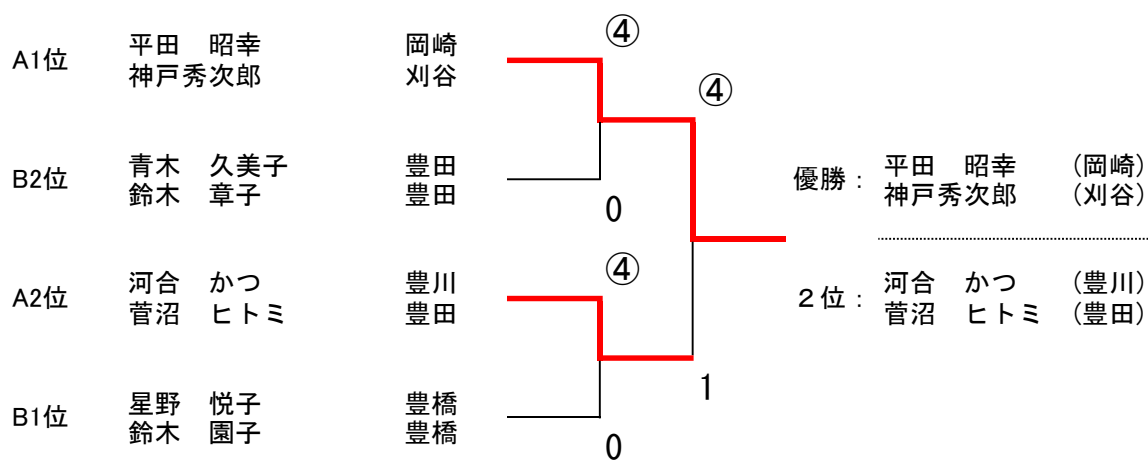 ④
A1位 平田 昭幸 岡崎
神戸秀次郎 刈谷
④
B2位 青木 久美子 豊田
鈴木 章子 豊田
0
優勝： 平田 昭幸 （岡崎）
神戸秀次郎 （刈谷）
④
A2位 河合 かつ 豊川
菅沼 ヒトミ 豊田
２位： 河合 かつ （豊川）
菅沼 ヒトミ （豊田）
1
B1位 星野 悦子 豊橋
鈴木 園子 豊橋
0